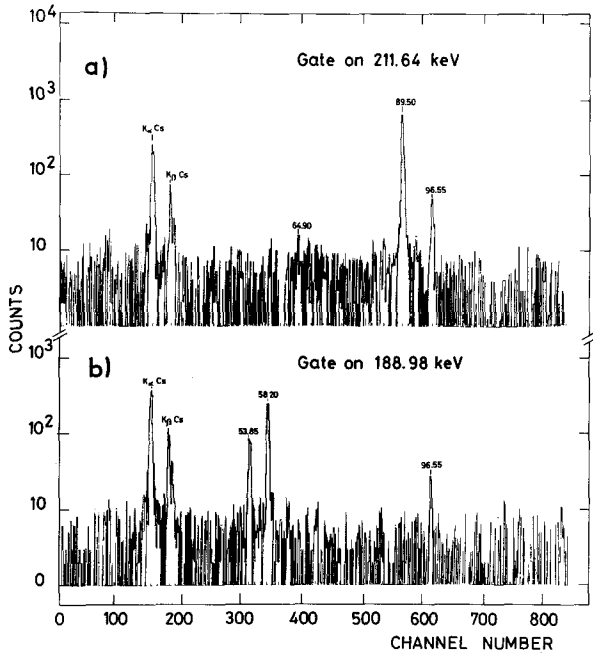 10⁴
a)
Gate on 211.64 keV
10³
89.50
Kα Cs
Kβ Cs
10²
96.55
64.90
10
COUNTS
10³
b)
Gate on 188.98 keV
Kα Cs
58.20
Kβ Cs
10²
53.85
96.55
10
0
0 100 200 300 400 500 600 700 800
CHANNEL NUMBER